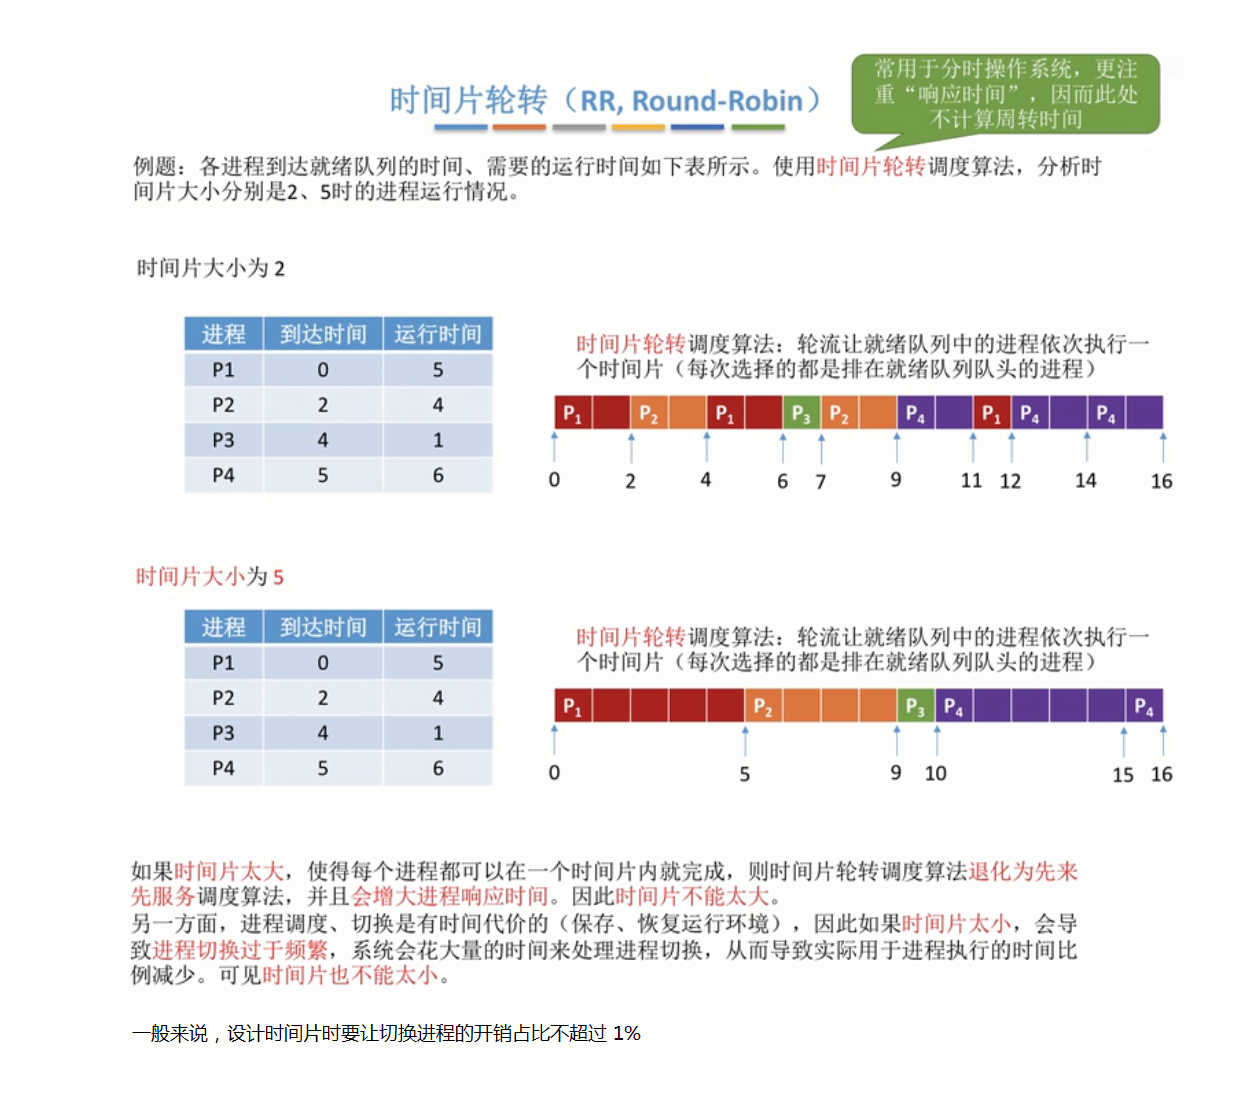 常用于分时操作系统，更注
重“响应时间”，因而此处
不计算周转时间
时间片轮转（RR, Round-Robin）
例题：各进程到达就绪队列的时间、需要的运行时间如下表所示。使用时间片轮转调度算法，分析时
间片大小分别是2、5时的进程运行情况。
时间片大小为 2
进程 到达时间 运行时间
P1 0 5
P2 2 4
P3 4 1
P4 5 6
时间片轮转调度算法：轮流让就绪队列中的进程依次执行一
个时间片（每次选择的都是排在就绪队列队头的进程）
P1 P2 P1 P3 P2 P4 P1 P4 P4
0 2 4 6 7 9 11 12 14 16
时间片大小为 5
进程 到达时间 运行时间
P1 0 5
P2 2 4
P3 4 1
P4 5 6
时间片轮转调度算法：轮流让就绪队列中的进程依次执行一
个时间片（每次选择的都是排在就绪队列队头的进程）
P1 P2 P3 P4 P4
0 5 9 10 15 16
如果时间片太大，使得每个进程都可以在一个时间片内就完成，则时间片轮转调度算法退化为先来
先服务调度算法，并且会增大进程响应时间。因此时间片不能太大。
另一方面，进程调度、切换是有时间代价的（保存、恢复运行环境），因此如果时间片太小，会导
致进程切换过于频繁，系统会花大量的时间来处理进程切换，从而导致实际用于进程执行的时间比
例减少。可见时间片也不能太小。
一般来说，设计时间片时要让切换进程的开销占比不超过 1%